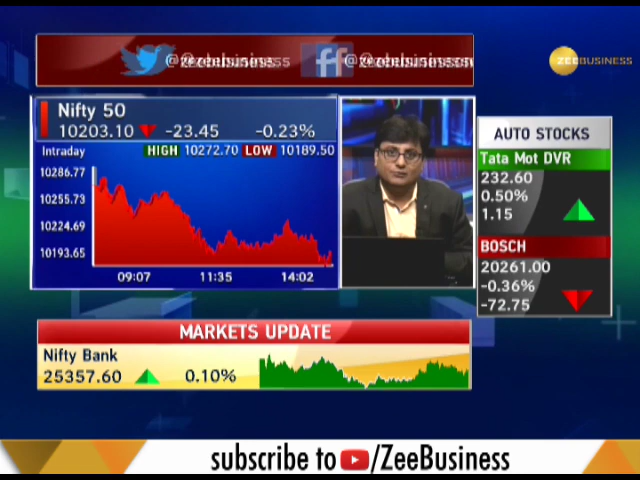 @zeebusiness
ZEEBUSINESS
Nifty 50
10203.10 -23.45 -0.23%
Intraday HIGH 10272.70 LOW 10189.50
10286.77
10255.73
10224.69
10193.65
09:07 11:35 14:02
AUTO STOCKS
Tata Mot DVR
232.60
0.50%
1.15
BOSCH
20261.00
-0.36%
-72.75
MARKETS UPDATE
Nifty Bank
25357.60 0.10%
subscribe to /ZeeBusiness